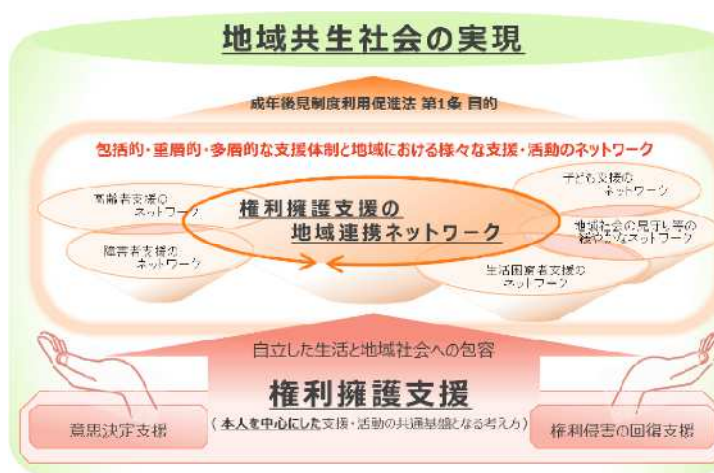 地域共生社会の実現
成年後見制度利用促進法 第1条 目的
包括的・重層的・多層的な支援体制と地域における様々な支援・活動のネットワーク
高齢者支援の
ネットワーク
障害者支援の
ネットワーク
権利擁護支援の
地域連携ネットワーク
子ども支援の
ネットワーク
地域社会の見守り等の
緩やかなネットワーク
生活困窮者支援の
ネットワーク
自立した生活と地域社会への包容
権利擁護支援
(本人を中心にした支援・活動の共通基盤となる考え方)
意思決定支援
権利侵害の回復支援